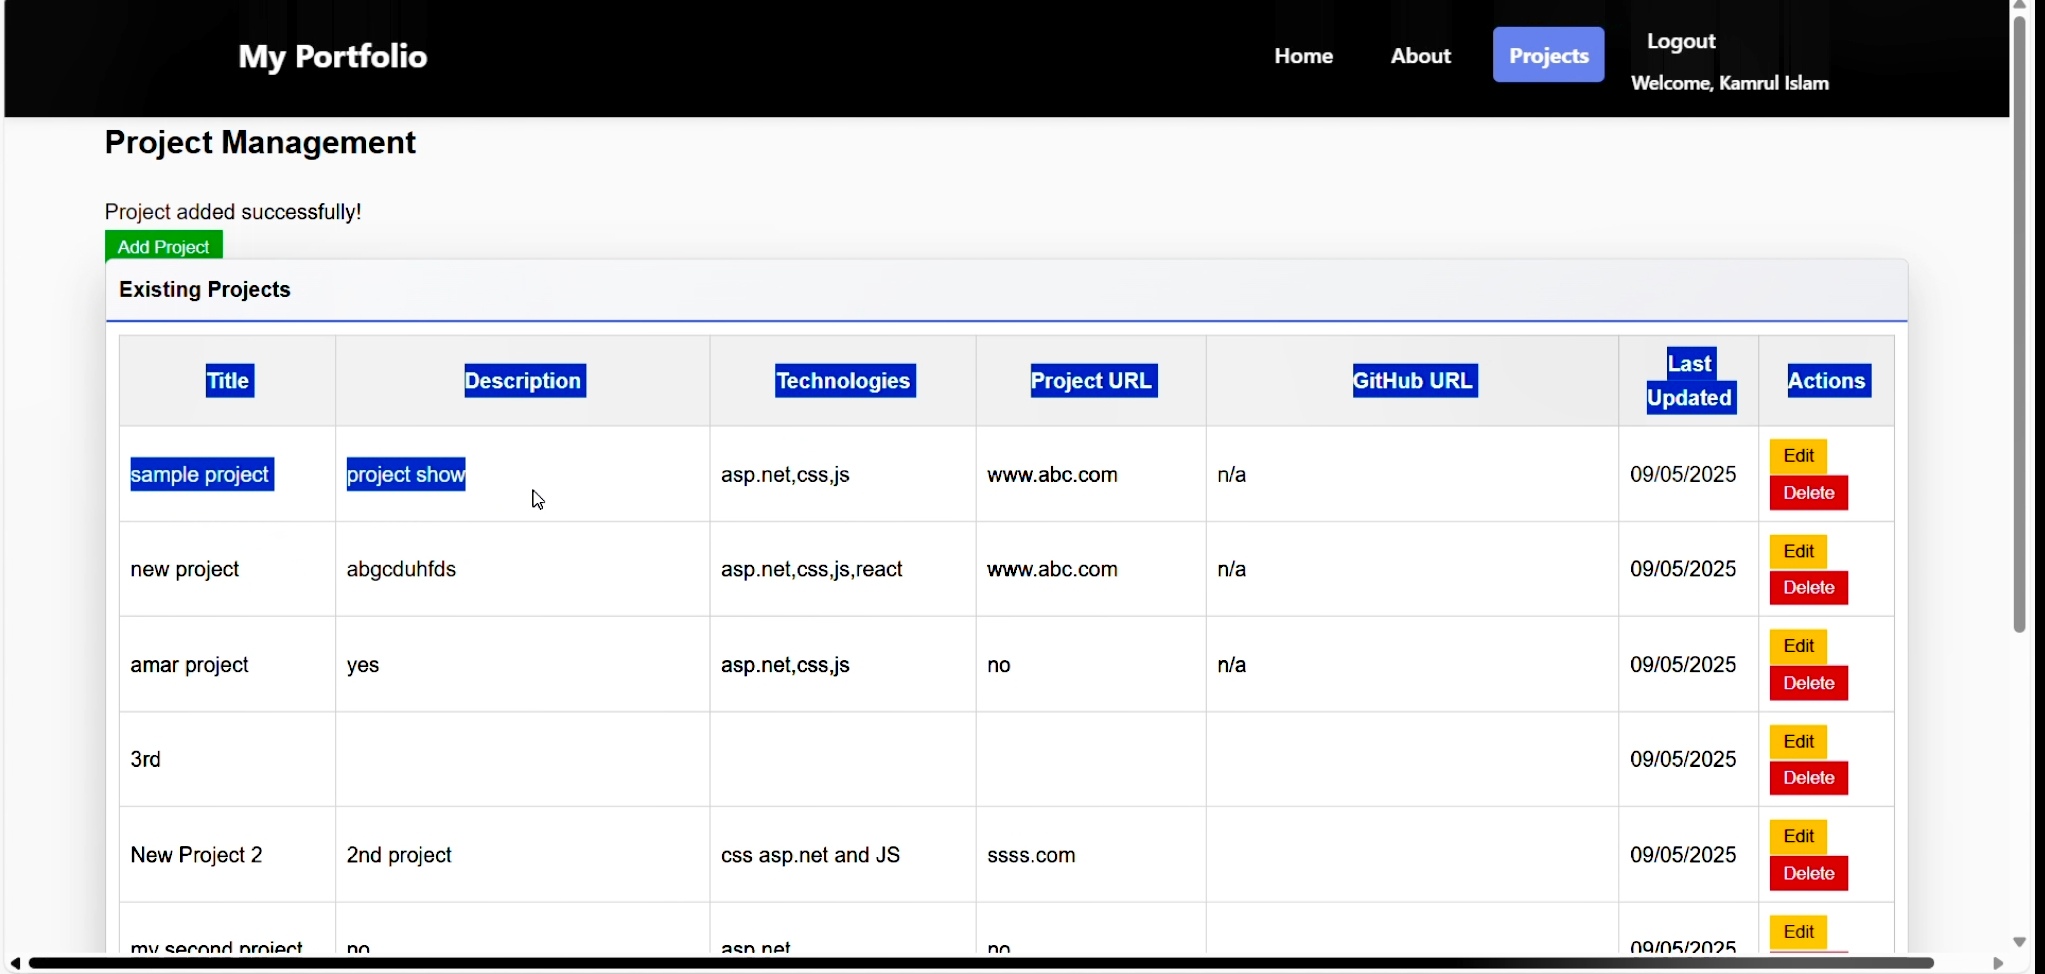 My Portfolio
Home
About
Projects
Logout
Welcome, Kamrul Islam
Project Management
Project added successfully!
Add Project
Existing Projects
Title Description Technologies Project URL GitHub URL Last Updated Actions
sample project project show asp.net,css,js www.abc.com n/a 09/05/2025 Edit Delete
new project abgcduhfds asp.net,css,js,react www.abc.com n/a 09/05/2025 Edit Delete
amar project yes asp.net,css,js no n/a 09/05/2025 Edit Delete
3rd 09/05/2025 Edit Delete
New Project 2 2nd project css asp.net and JS ssss.com 09/05/2025 Edit Delete
my second project no asp.net no 09/05/2025 Edit